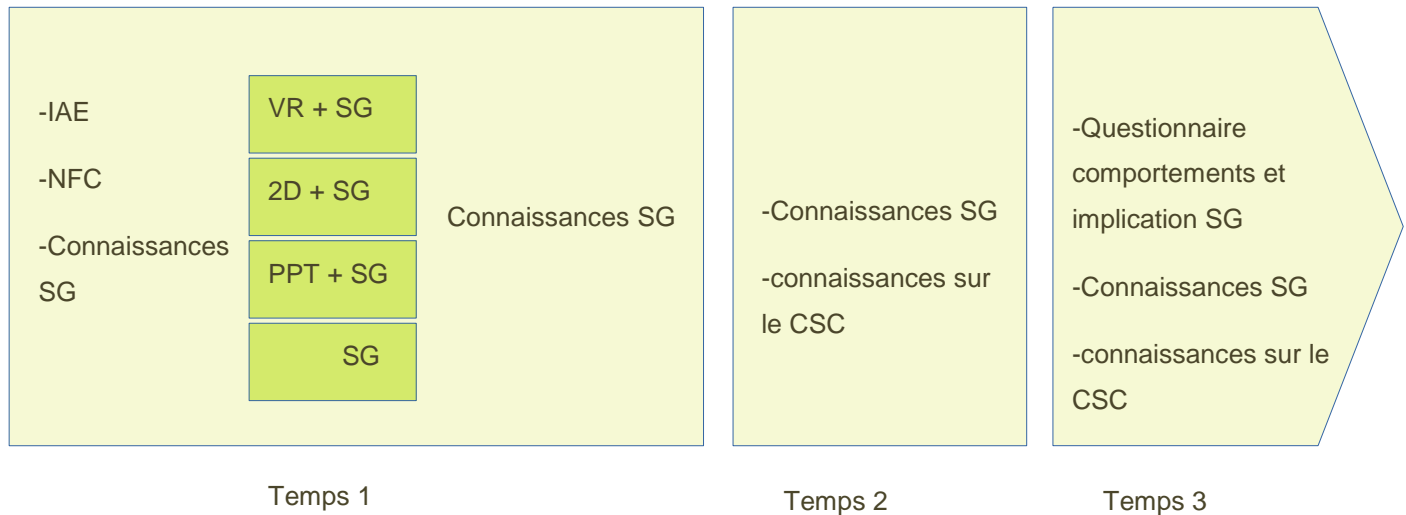 -IAE
-NFC
-Connaissances
SG
VR + SG
2D + SG
PPT + SG
SG
Connaissances SG
-Connaissances SG
-connaissances sur
le CSC
-Questionnaire
comportements et
implication SG
-Connaissances SG
-connaissances sur le
CSC
Temps 1
Temps 2
Temps 3